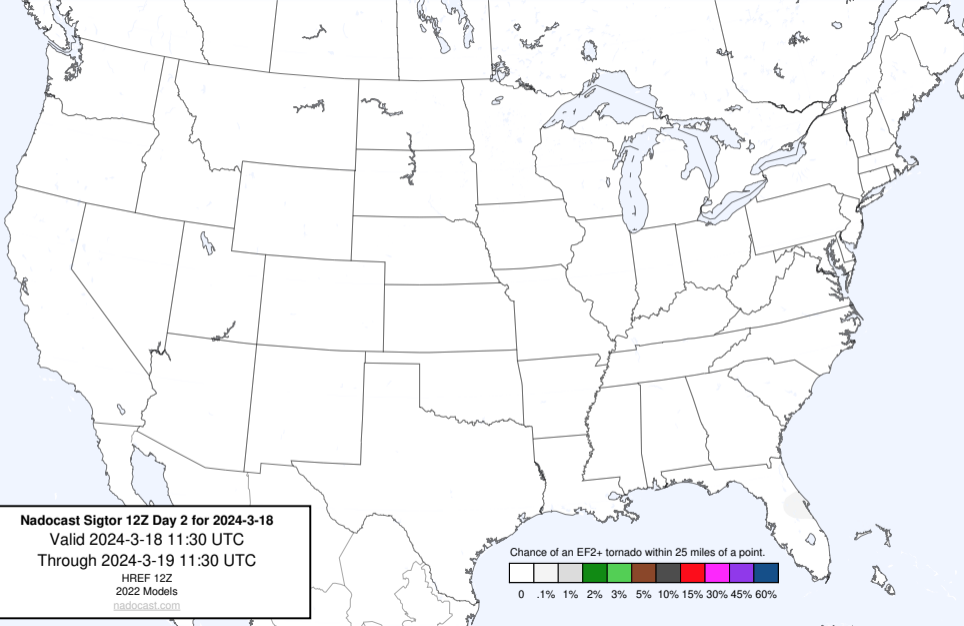 Nadocast Sigtor 12Z Day 2 for 2024-3-18
Valid 2024-3-18 11:30 UTC
Through 2024-3-19 11:30 UTC
HREF 12Z
2022 Models
nadocast.com
Chance of an EF2+ tornado within 25 miles of a point.
0 .1% 1% 2% 3% 5% 10% 15% 30% 45% 60%